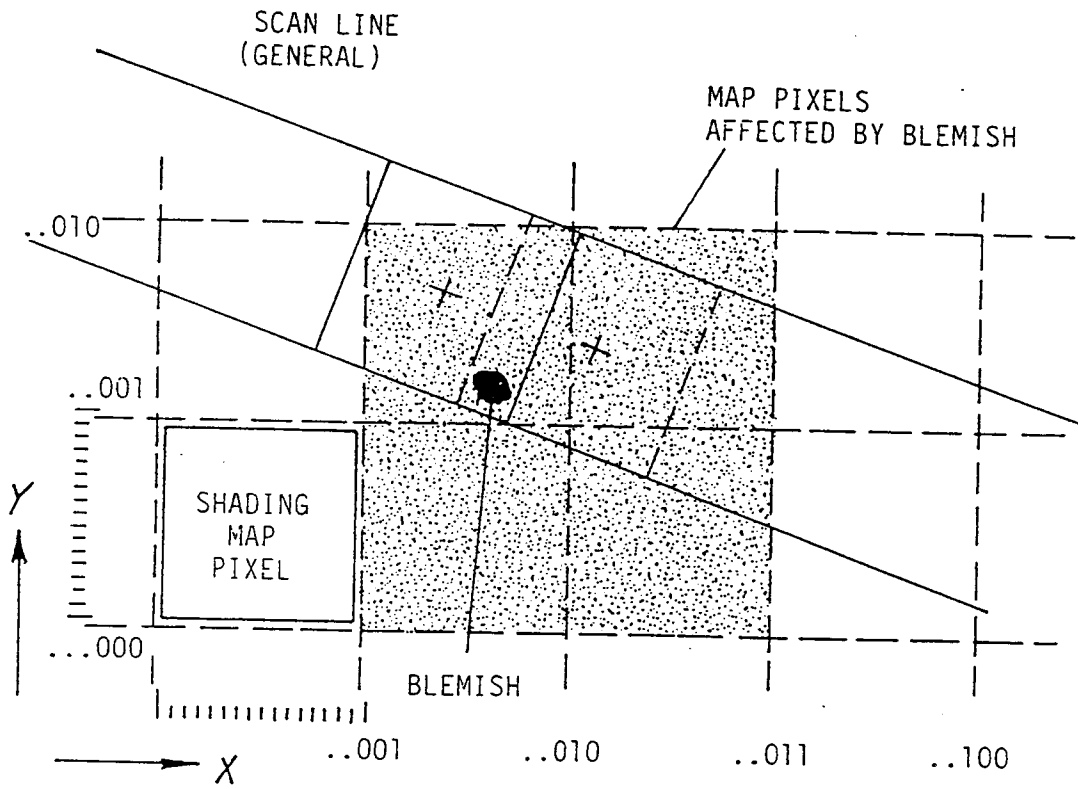 SCAN LINE
(GENERAL)
MAP PIXELS
AFFECTED BY BLEMISH
..010
..001
Y
SHADING
MAP
PIXEL
...000
BLEMISH
..001
..010
..011
..100
X